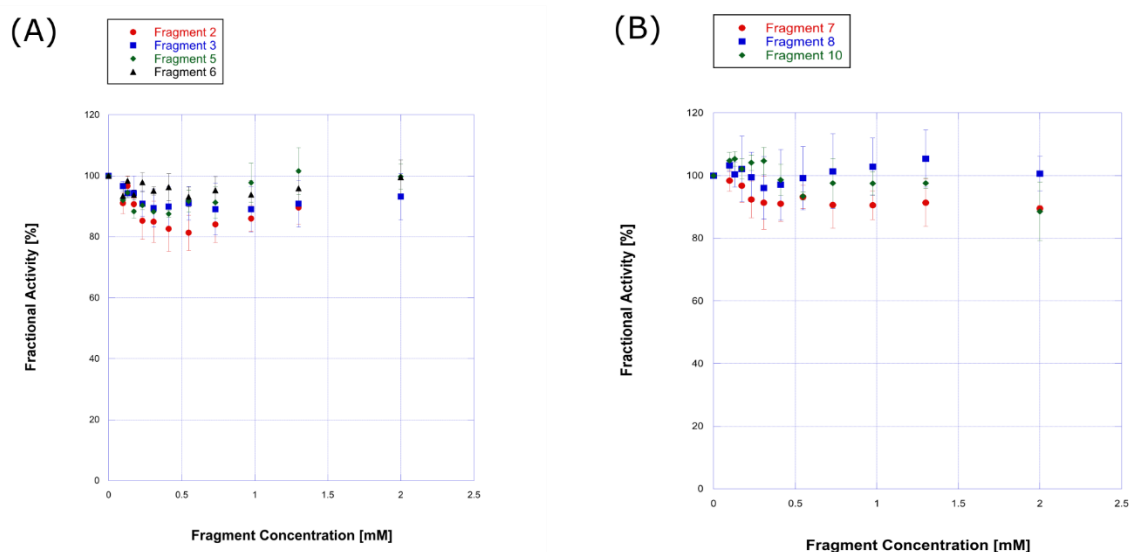 (A)
Fragment 2
Fragment 3
Fragment 5
Fragment 6
120
100
80
60
40
20
0
0 0.5 1 1.5 2 2.5
Fractional Activity [%]
Fragment Concentration [mM]
(B)
Fragment 7
Fragment 8
Fragment 10
120
100
80
60
40
20
0
0 0.5 1 1.5 2 2.5
Fractional Activity [%]
Fragment Concentration [mM]